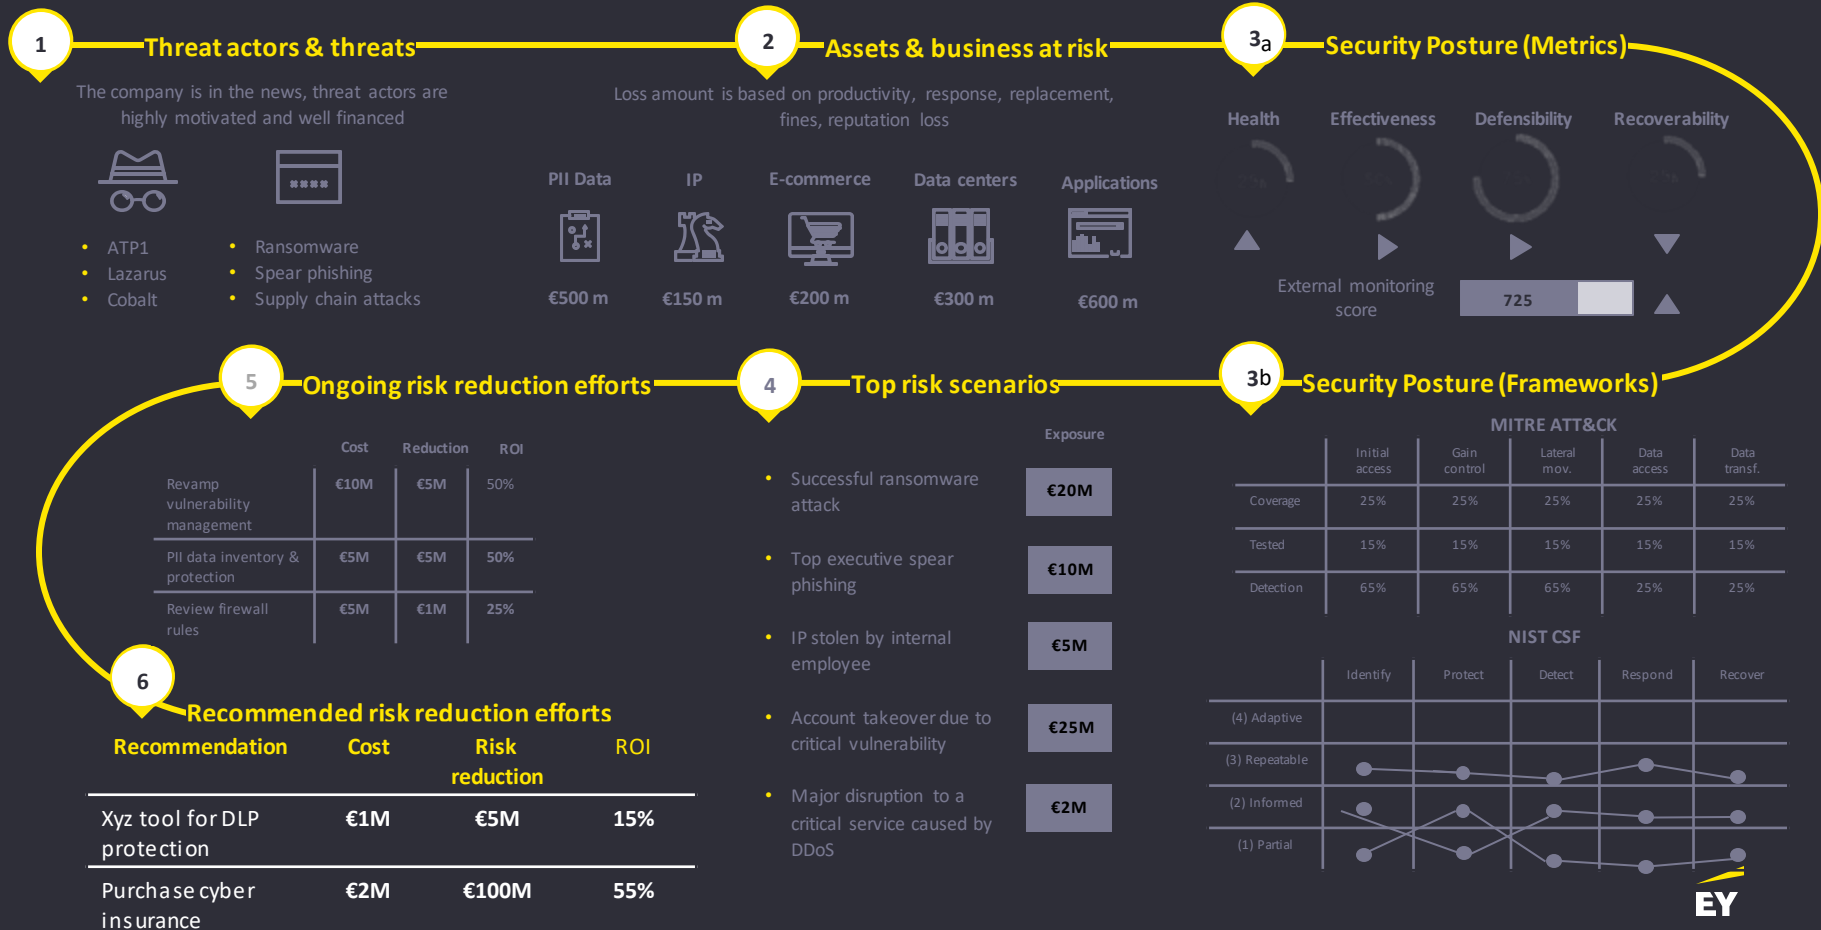 1
Threat actors & threats
The company is in the news, threat actors are
highly motivated and well financed
• ATP1
• Lazarus
• Cobalt
• Ransomware
• Spear phishing
• Supply chain attacks
2
Assets & business at risk
Loss amount is based on productivity, response, replacement,
fines, reputation loss
PII Data IP E-commerce Data centers Applications
€500 m €150 m €200 m €300 m €600 m
3a
Security Posture (Metrics)
Health Effectiveness Defensibility Recoverability
External monitoring
score
725
3b
Security Posture (Frameworks)
MITRE ATT&CK
Initial access Gain control Lateral mov. Data access Data transf.
Coverage 25% 25% 25% 25% 25%
Tested 15% 15% 15% 15% 15%
Detection 65% 65% 65% 25% 25%
NIST CSF
Identify Protect Detect Respond Recover
(4) Adaptive
(3) Repeatable
(2) Informed
(1) Partial
4
Top risk scenarios
Exposure
• Successful ransomware
attack
€20M
• Top executive spear
phishing
€10M
• IP stolen by internal
employee
€5M
• Account takeover due to
critical vulnerability
€25M
• Major disruption to a
critical service caused by
DDoS
€2M
5
Ongoing risk reduction efforts
Cost Reduction ROI
Revamp
vulnerability
management
€10M €5M 50%
PII data inventory &
protection
€5M €5M 50%
Review firewall
rules
€5M €1M 25%
6
Recommended risk reduction efforts
Recommendation Cost Risk reduction ROI
Xyz tool for DLP
protection
€1M €5M 15%
Purchase cyber
insurance
€2M €100M 55%
EY